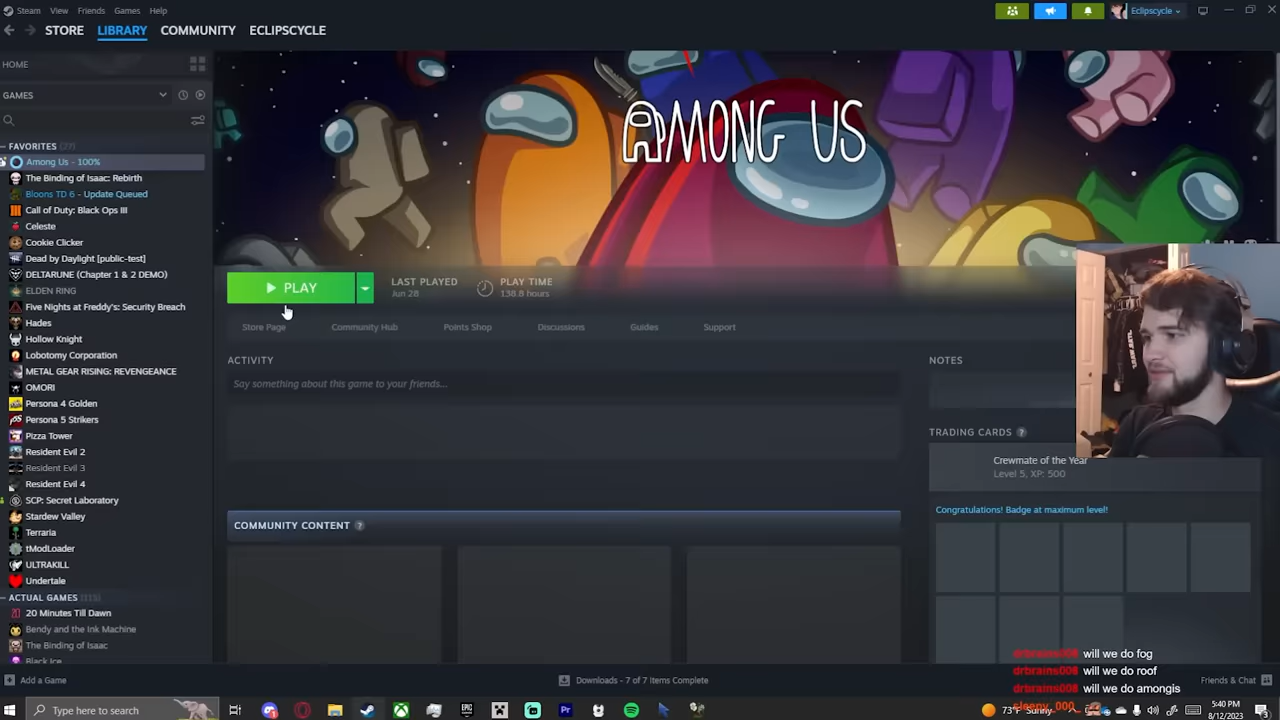 Steam View Friends Games Help
Eclipscycle
STORE LIBRARY COMMUNITY ECLIPSCYCLE
HOME
GAMES
FAVORITES (27)
Among Us - 100%
The Binding of Isaac: Rebirth
Bloons TD 6 - Update Queued
Call of Duty: Black Ops III
Celeste
Cookie Clicker
Dead by Daylight [public-test]
DELTARUNE (Chapter 1 & 2 DEMO)
ELDEN RING
Five Nights at Freddy's: Security Breach
Hades
Hollow Knight
Lobotomy Corporation
METAL GEAR RISING: REVENGEANCE
OMORI
Persona 4 Golden
Persona 5 Strikers
Pizza Tower
Resident Evil 2
Resident Evil 3
Resident Evil 4
SCP: Secret Laboratory
Stardew Valley
Terraria
tModLoader
ULTRAKILL
Undertale
ACTUAL GAMES
20 Minutes Till Dawn
Bendy and the Ink Machine
The Binding of Isaac
Black Ice
AMONG US
PLAY
LAST PLAYED
Jun 28
PLAY TIME
138.8 hours
Store Page Community Hub Points Shop Discussions Guides Support
ACTIVITY
Say something about this game to your friends...
COMMUNITY CONTENT ?
NOTES
TRADING CARDS ?
Crewmate of the Year
Level 5, XP: 500
Congratulations! Badge at maximum level!
drbrains008 will we do fog
drbrains008 will we do roof
drbrains008 will we do amongis
sleepy_000_
Add a Game
Downloads - 7 of 7 Items Complete
Friends & Chat
Type here to search
73°F Sunny
5:40 PM
8/12/2023